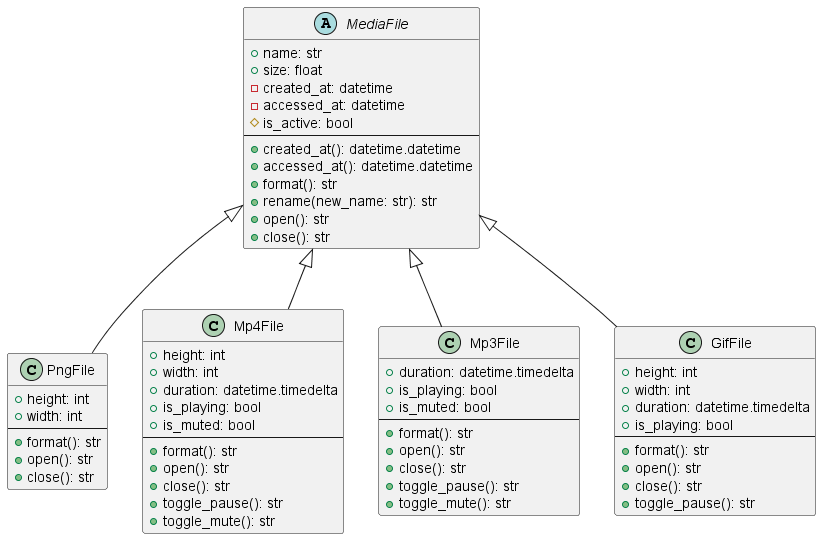 A MediaFile
name: str
size: float
created_at: datetime
accessed_at: datetime
is_active: bool
created_at(): datetime.datetime
accessed_at(): datetime.datetime
format(): str
rename(new_name: str): str
open(): str
close(): str
C PngFile
height: int
width: int
format(): str
open(): str
close(): str
C Mp4File
height: int
width: int
duration: datetime.timedelta
is_playing: bool
is_muted: bool
format(): str
open(): str
close(): str
toggle_pause(): str
toggle_mute(): str
C Mp3File
duration: datetime.timedelta
is_playing: bool
is_muted: bool
format(): str
open(): str
close(): str
toggle_pause(): str
toggle_mute(): str
C GifFile
height: int
width: int
duration: datetime.timedelta
is_playing: bool
format(): str
open(): str
close(): str
toggle_pause(): str